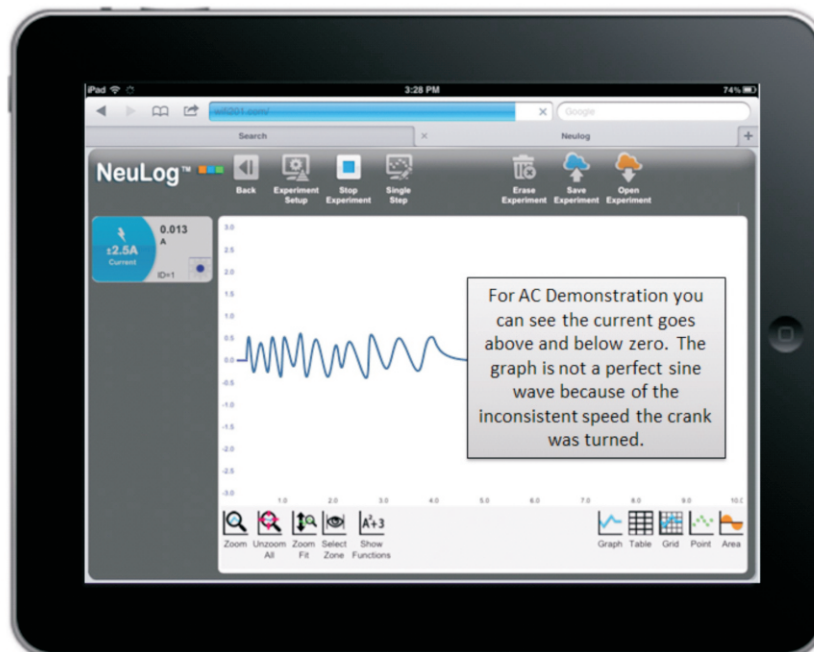 iPad
3:28 PM
74%
wifi201.com/
Google
Search
Neulog
NeuLog™
Back
Experiment Setup
Stop Experiment
Single Step
Erase Experiment
Save Experiment
Open Experiment
0.013
A
±2.5A
Current
ID=1
3.0
2.5
2.0
1.5
1.0
0.5
0.0
-0.5
-1.0
-1.5
-2.0
-2.5
-3.0
For AC Demonstration you
can see the current goes
above and below zero. The
graph is not a perfect sine
wave because of the
inconsistent speed the crank
was turned.
1.0 2.0 3.0 4.0 5.0 6.0 7.0 8.0 9.0
A²+3
Zoom
Unzoom All
Zoom Fit
Select Zone
Show Functions
Graph
Table
Grid
Point
Area